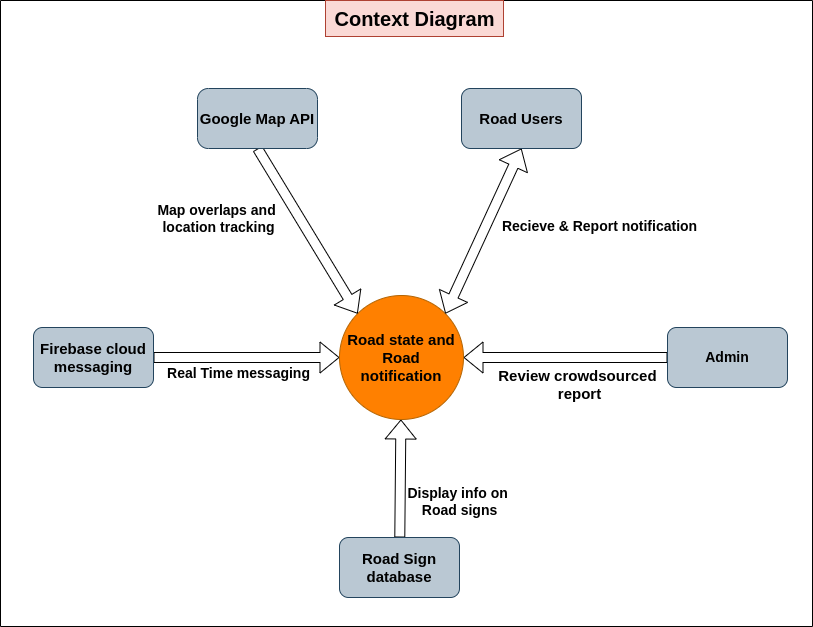 Context Diagram
Google Map API
Road Users
Map overlaps and
location tracking
Recieve & Report notification
Firebase cloud
messaging
Real Time messaging
Road state and
Road
notification
Review crowdsourced
report
Admin
Display info on
Road signs
Road Sign
database